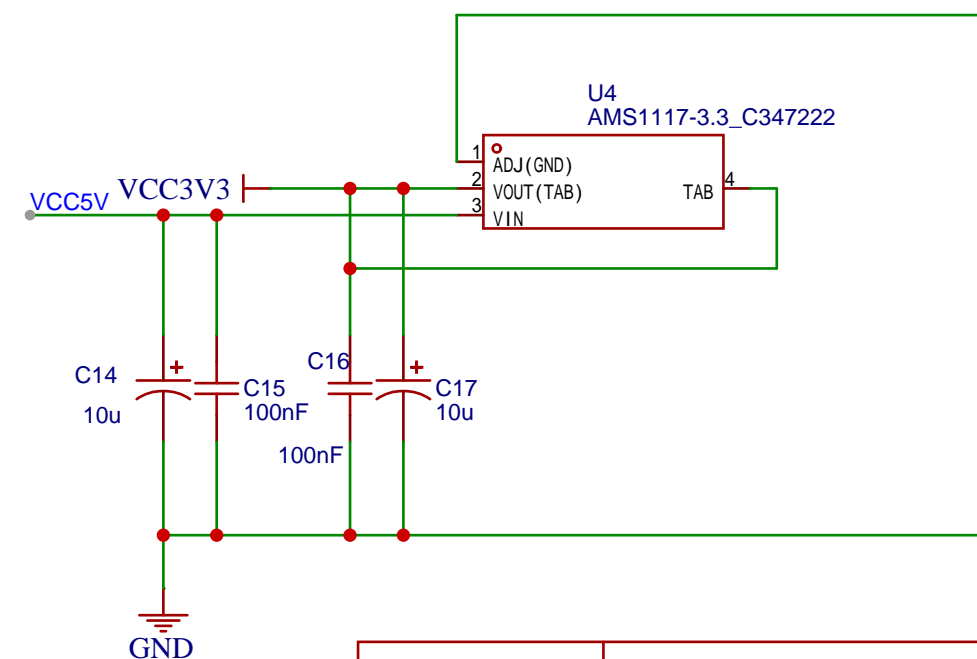 U4
AMS1117-3.3_C347222
1
ADJ(GND)
VCC3V3
2
VOUT(TAB)
TAB
4
VCC5V
3
VIN
C16
C14
+
+
C15
C17
10u
100nF
10u
100nF
GND